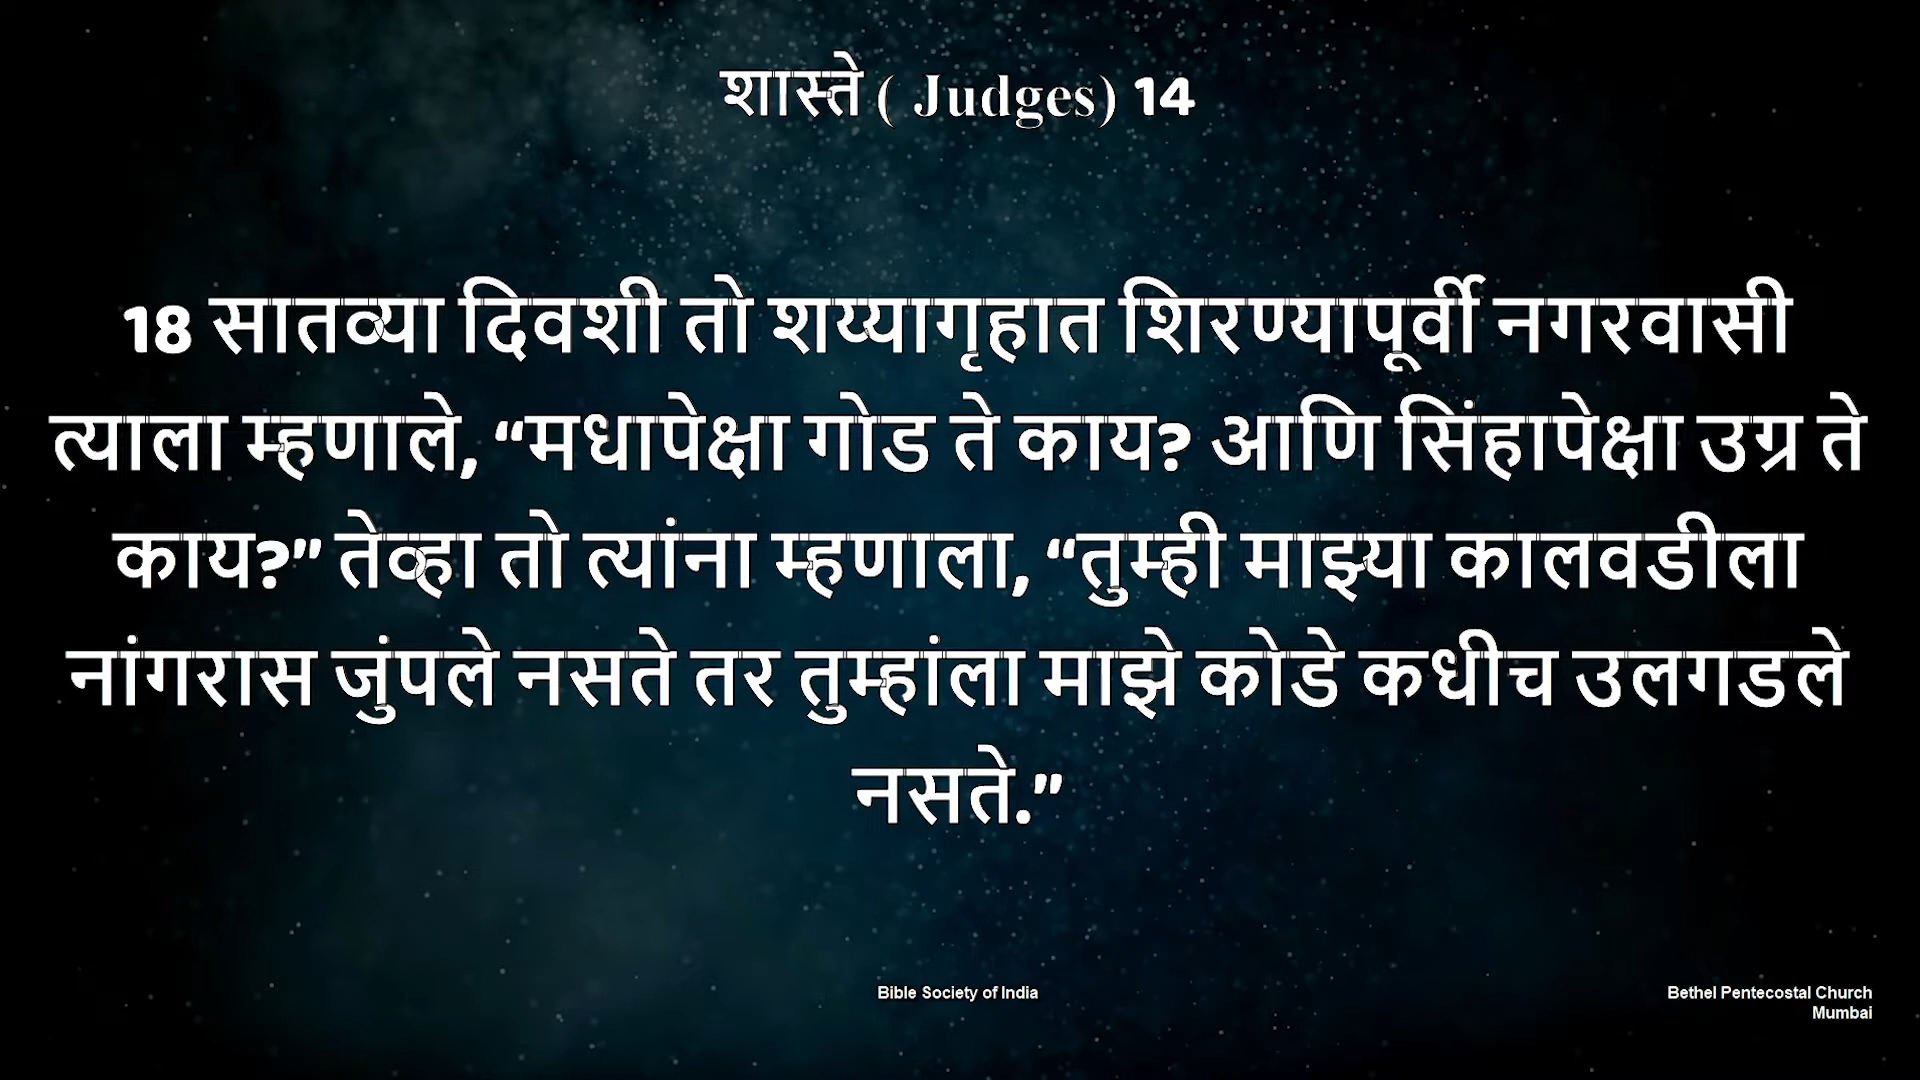 शास्ते ( Judges) 14
18 सातव्या दिवशी तो शय्यागृहात शिरण्यापूर्वी नगरवासी
त्याला म्हणाले, “मधापेक्षा गोड ते काय? आणि सिंहापेक्षा उग्र ते
काय?” तेव्हा तो त्यांना म्हणाला, “तुम्ही माझ्या कालवडीला
नांगरास जुंपले नसते तर तुम्हांला माझे कोडे कधीच उलगडले
नसते.”
Bible Society of India
Bethel Pentecostal Church
Mumbai